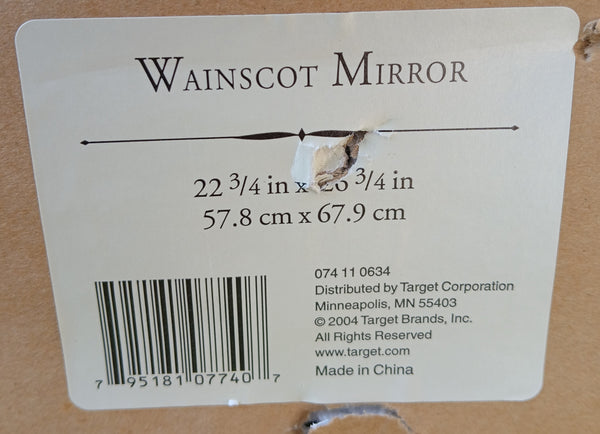 WAINSCOT MIRROR
22 3/4 in x 26 3/4 in
57.8 cm x 67.9 cm
074 11 0634
Distributed by Target Corporation
Minneapolis, MN 55403
© 2004 Target Brands, Inc.
All Rights Reserved
www.target.com
Made in China
7 95181 07740 7